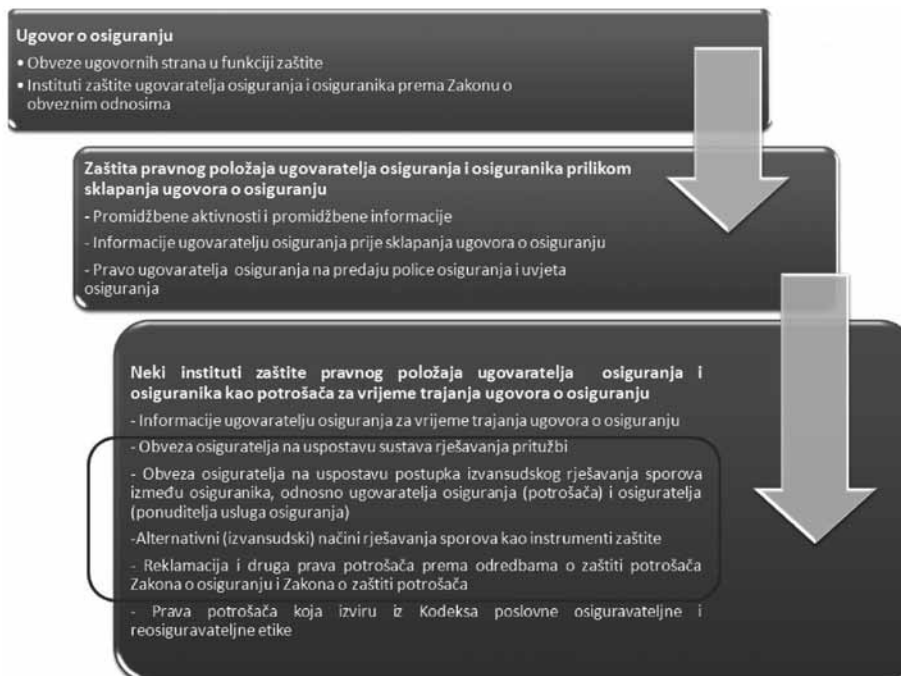 Ugovor o osiguranju
• Obveze ugovornih strana u funkciji zaštite
• Instituti zaštite ugovaratelja osiguranja i osiguranika prema Zakonu o
obveznim odnosima
Zaštita pravnog položaja ugovaratelja osiguranja i osiguranika prilikom
sklapanja ugovora o osiguranju
- Promidžbene aktivnosti i promidžbene informacije
- Informacije ugovaratelju osiguranja prije sklapanja ugovora o osiguranju
- Pravo ugovaratelja osiguranja na predaju police osiguranja i uvjeta
osiguranja
Neki instituti zaštite pravnog položaja ugovaratelja osiguranja i
osiguranika kao potrošača za vrijeme trajanja ugovora o osiguranju
- Informacije ugovaratelju osiguranja za vrijeme trajanja ugovora o osiguranju
- Obveza osiguratelja na uspostavu sustava rješavanja pritužbi
- Obveza osiguratelja na uspostavu postupka izvansudskog rješavanja sporova
između osiguranika, odnosno ugovaratelja osiguranja (potrošača) i osiguratelja
(ponuditelja usluga osiguranja)
-Alternativni (izvansudski) načini rješavanja sporova kao instrumenti zaštite
- Reklamacija i druga prava potrošača prema odredbama o zaštiti potrošača
Zakona o osiguranju i Zakona o zaštiti potrošača
- Prava potrošača koja izviru iz Kodeksa poslovne osiguravateljne i
reosiguravateljne etike